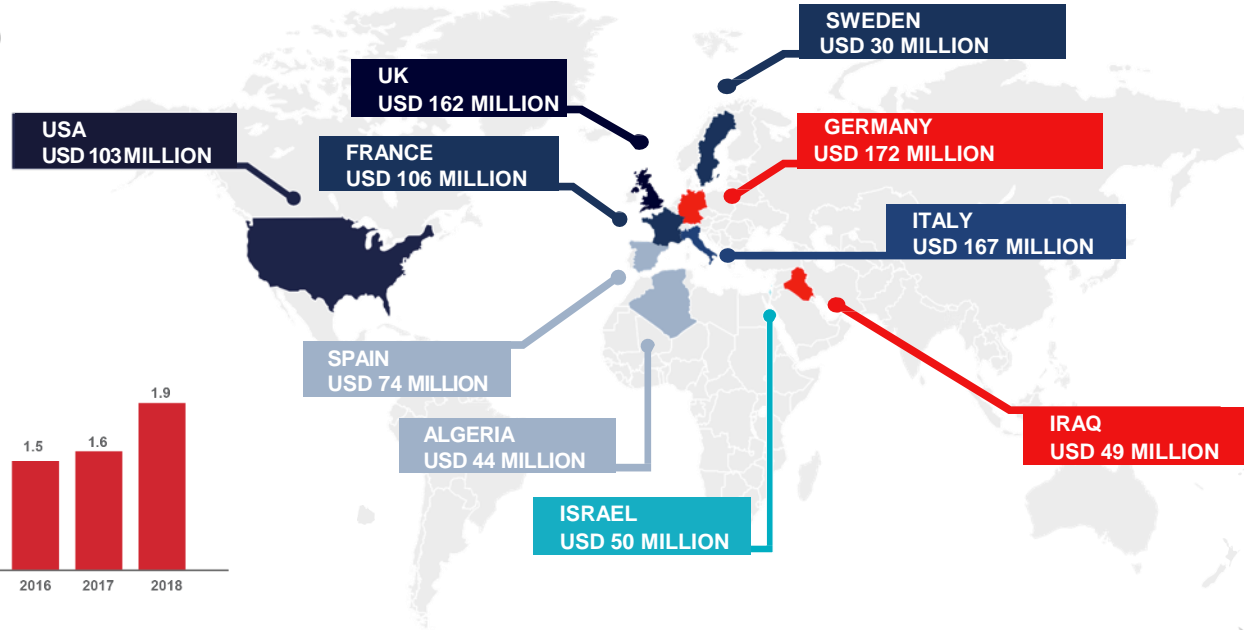 SWEDEN
USD 30 MILLION
UK
USD 162 MILLION
USA
USD 103 MILLION
FRANCE
USD 106 MILLION
GERMANY
USD 172 MILLION
ITALY
USD 167 MILLION
SPAIN
USD 74 MILLION
ALGERIA
USD 44 MILLION
IRAQ
USD 49 MILLION
ISRAEL
USD 50 MILLION
1.5
1.6
1.9
2016
2017
2018